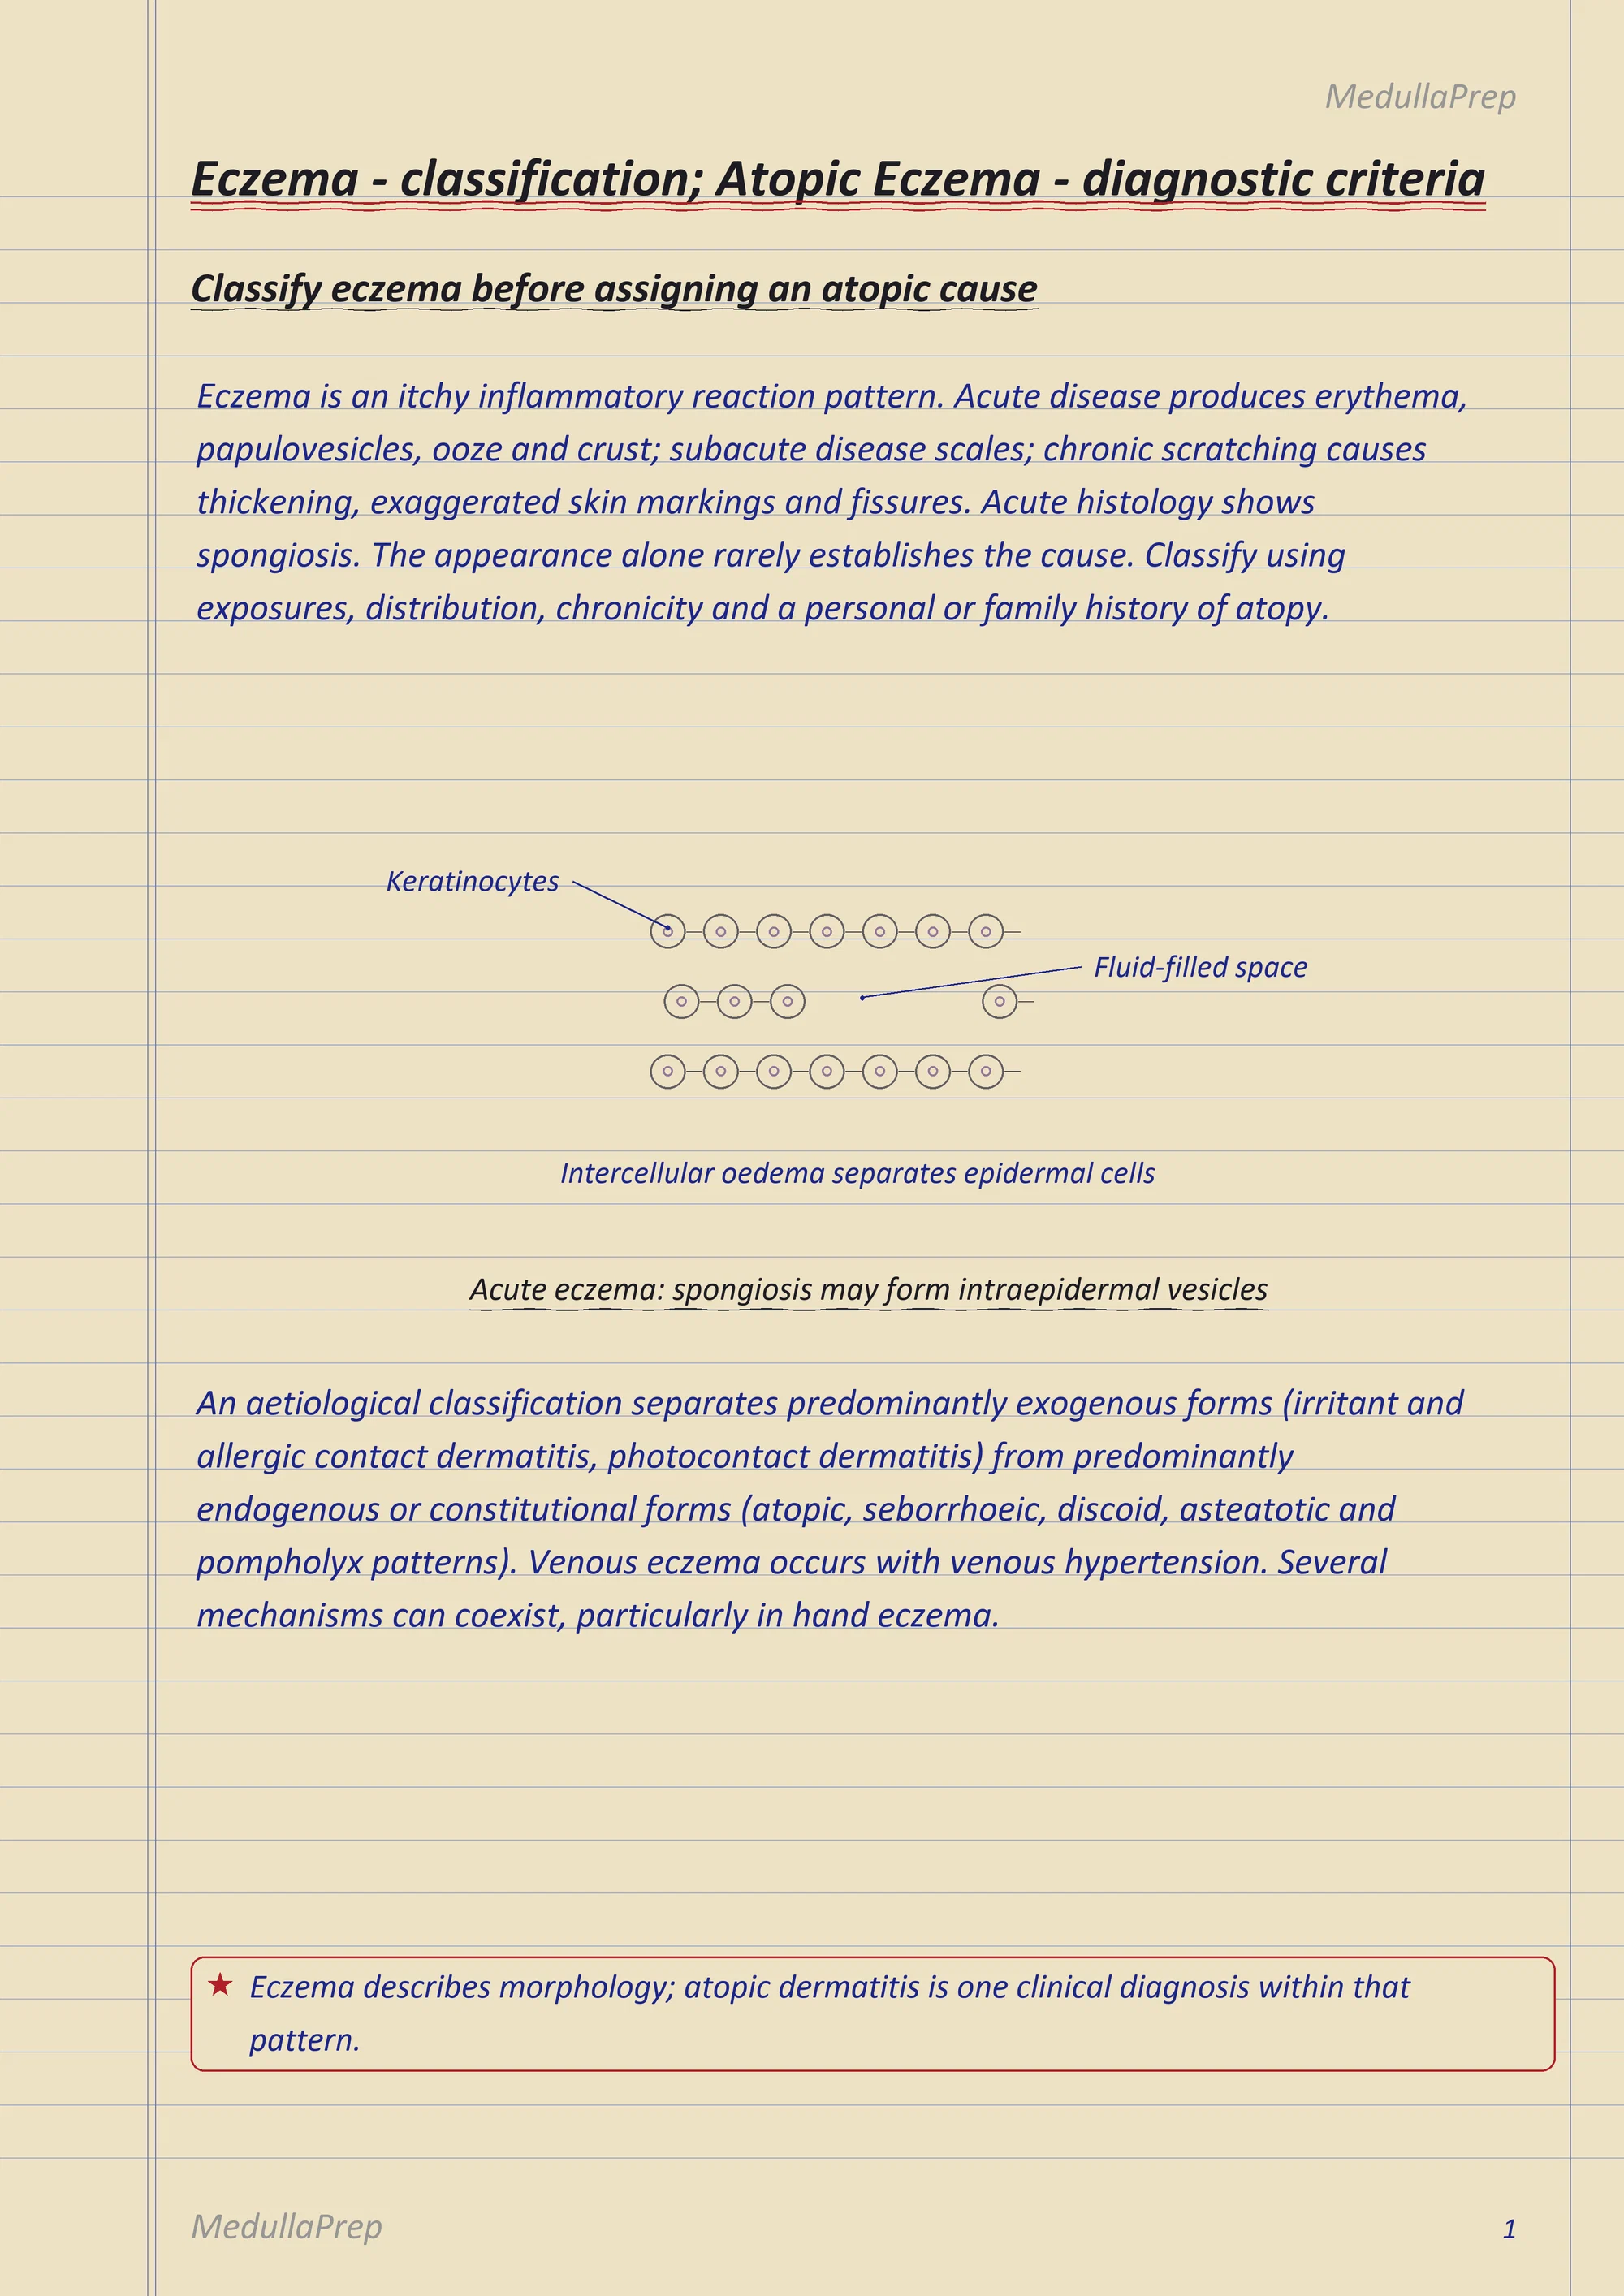 MedullaPrep
Eczema - classification; Atopic Eczema - diagnostic criteria
Classify eczema before assigning an atopic cause
Eczema is an itchy inflammatory reaction pattern. Acute disease produces erythema,
papulovesicles, ooze and crust; subacute disease scales; chronic scratching causes
thickening, exaggerated skin markings and fissures. Acute histology shows
spongiosis. The appearance alone rarely establishes the cause. Classify using
exposures, distribution, chronicity and a personal or family history of atopy.
Keratinocytes
Fluid-filled space
Intercellular oedema separates epidermal cells
Acute eczema: spongiosis may form intraepidermal vesicles
An aetiological classification separates predominantly exogenous forms (irritant and
allergic contact dermatitis, photocontact dermatitis) from predominantly
endogenous or constitutional forms (atopic, seborrhoeic, discoid, asteatotic and
pompholyx patterns). Venous eczema occurs with venous hypertension. Several
mechanisms can coexist, particularly in hand eczema.
★ Eczema describes morphology; atopic dermatitis is one clinical diagnosis within that
pattern.
MedullaPrep
1